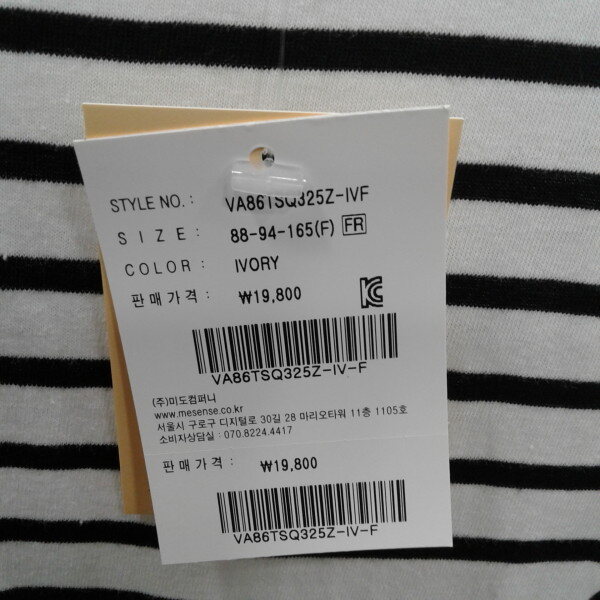 STYLE NO. : VA86TSQ325Z-IVF
SIZE : 88-94-165(F) FR
COLOR : IVORY
판매가격 : ₩19,800
VA86TSQ325Z-IV-F
(주)미도컴퍼니
www.mesense.co.kr
서울시 구로구 디지털로 30길 28 마리오타워 11층 1105호
소비자상담실 : 070.8224.4417
판매가격 : ₩19,800
VA86TSQ325Z-IV-F